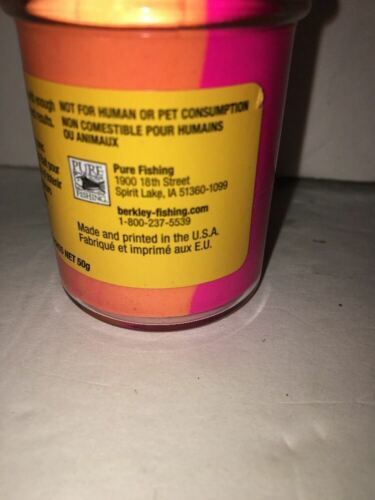 enough
results.
NOT FOR HUMAN OR PET CONSUMPTION
NON COMESTIBLE POUR HUMAINS
OU ANIMAUX
PURE
FISHING
Pure Fishing
1900 18th Street
Spirit Lake, IA 51360-1099
berkley-fishing.com
1-800-237-5539
Made and printed in the U.S.A.
Fabriqué et imprimé aux E.U.
NET 50g